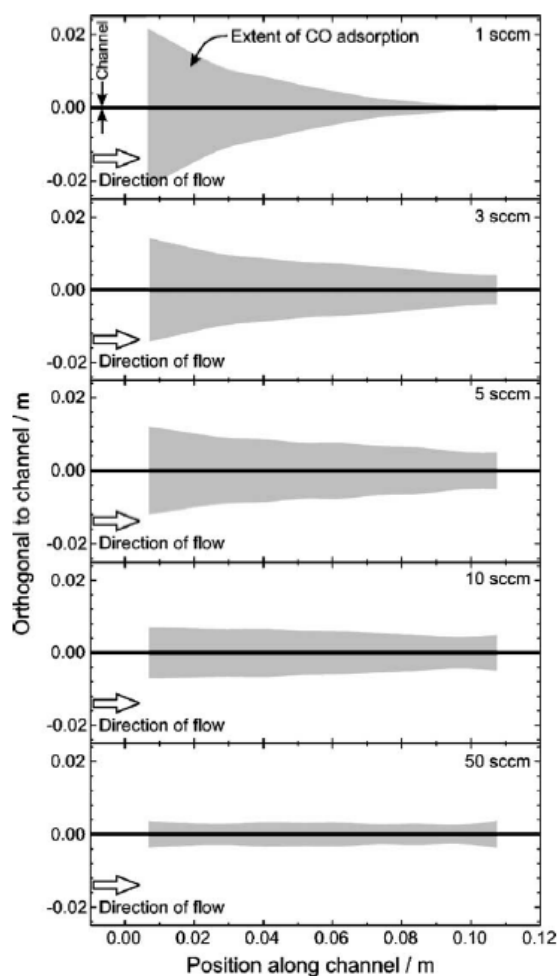 0.02
Extent of CO adsorption
1 sccm
Channel
0.00
-0.02
Direction of flow
3 sccm
0.02
0.00
-0.02
Direction of flow
5 sccm
0.02
0.00
-0.02
Direction of flow
10 sccm
0.02
0.00
-0.02
Direction of flow
50 sccm
0.02
0.00
-0.02
Direction of flow
Orthogonal to channel / m
0.00 0.02 0.04 0.06 0.08 0.10 0.12
Position along channel / m